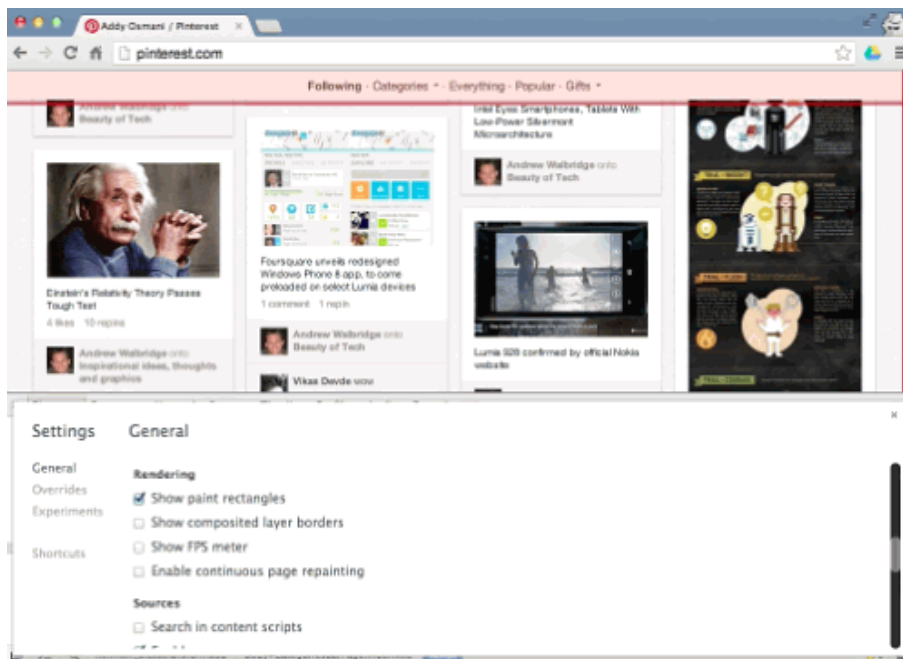 Addy Osmani / Pinterest
pinterest.com
Following · Categories · Everything · Popular · Gifts
Andrew Walbridge onto
Beauty of Tech
Einstein's Relativity Theory Passes
Tough Test
4 likes 10 repins
Andrew Walbridge onto
Inspirational ideas, thoughts
and graphics
Foursquare unveils redesigned
Windows Phone 8 app, to come
preloaded on select Lumia devices
1 comment 1 repin
Andrew Walbridge onto
Beauty of Tech
Vikas Davde wow
Intel Eyes Smartphones, Tablets With
Low-Power Silvermont
Microarchitecture
Andrew Walbridge onto
Beauty of Tech
Lumia 928 confirmed by official Nokia
website
Settings
General
Overrides
Experiments
Shortcuts
General
Rendering
Show paint rectangles
Show composited layer borders
Show FPS meter
Enable continuous page repainting
Sources
Search in content scripts